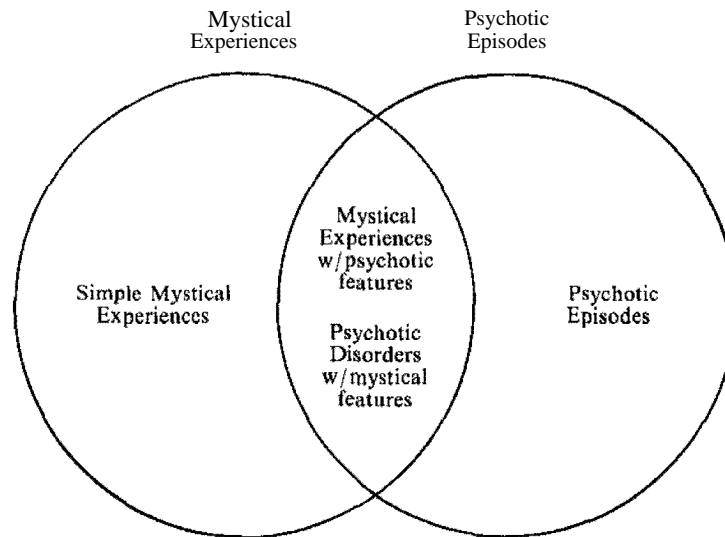 Mystical
Experiences
Psychotic
Episodes
Mystical
Experiences
w/psychotic
features
Simple Mystical
Experiences
Psychotic
Disorders
w/mystical
features
Psychotic
Episodes